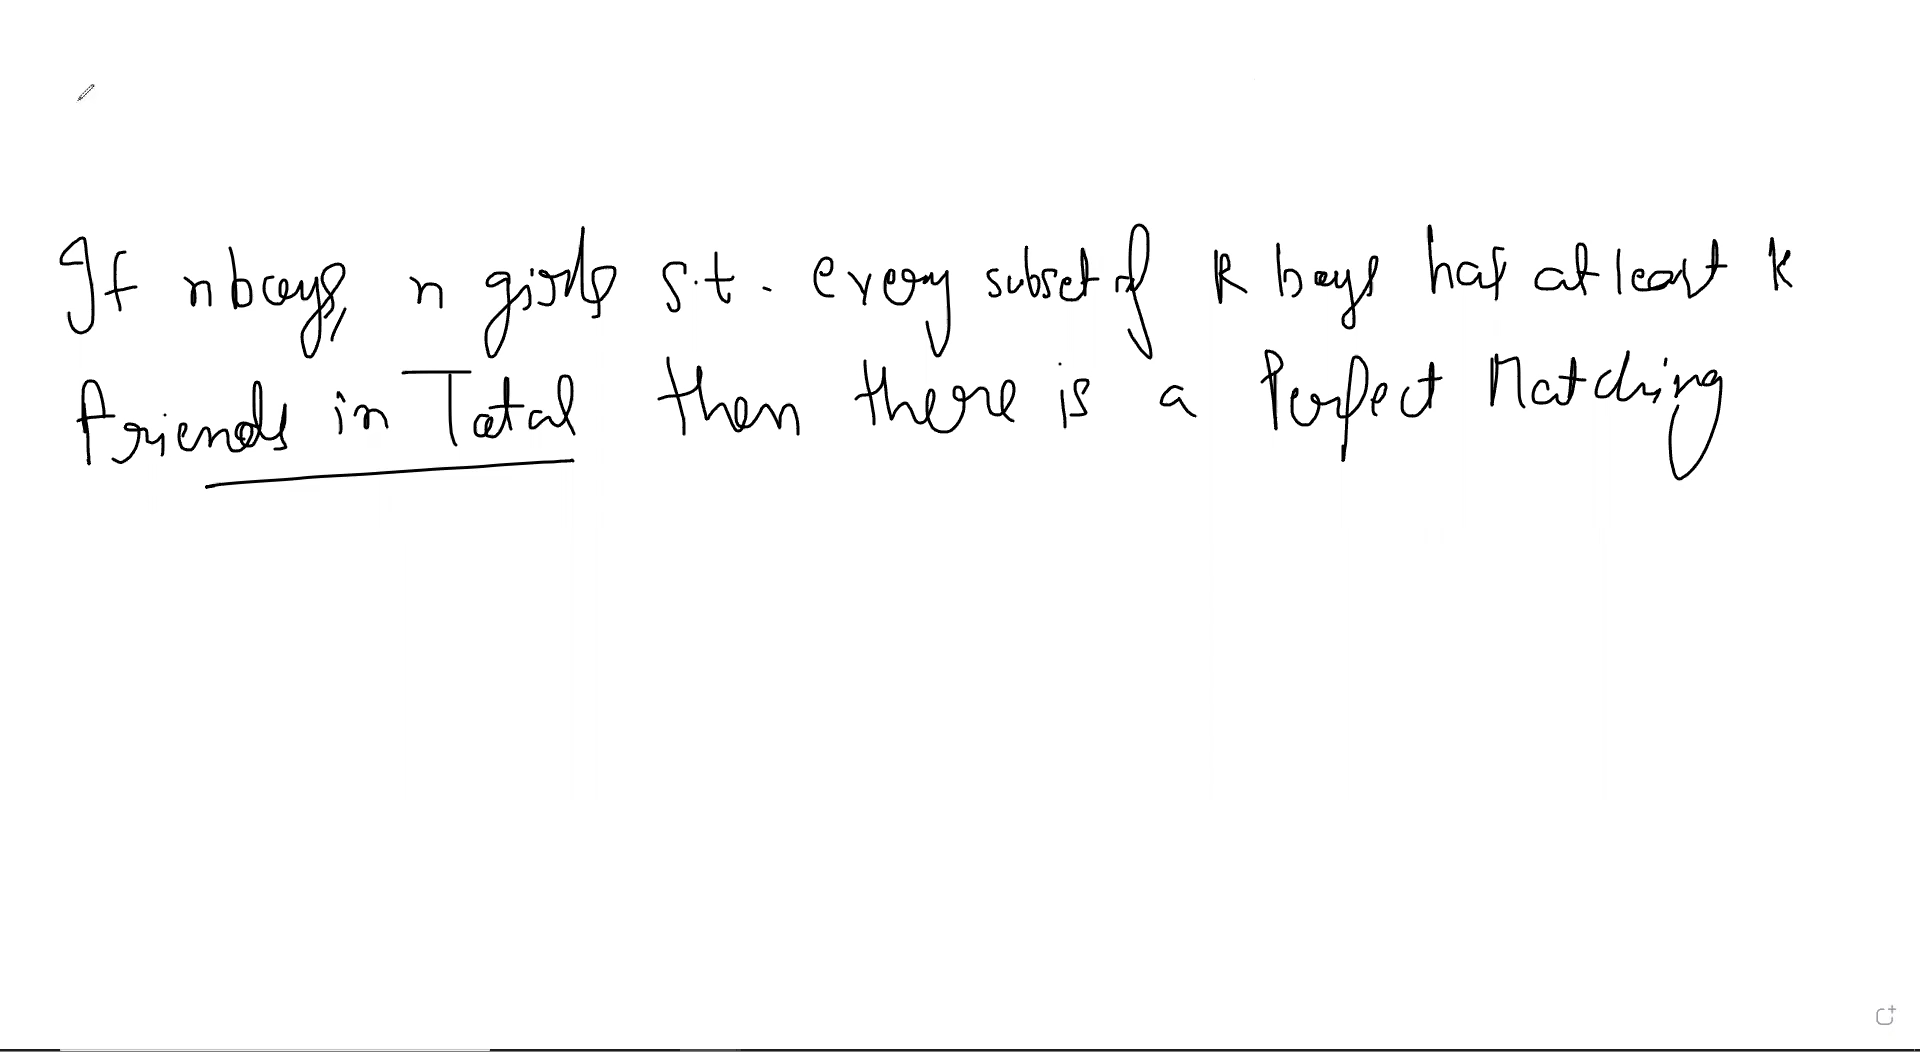 If n boys, n girls s.t. every subset of k boys has at least k
friends in Total then there is a Perfect Matching